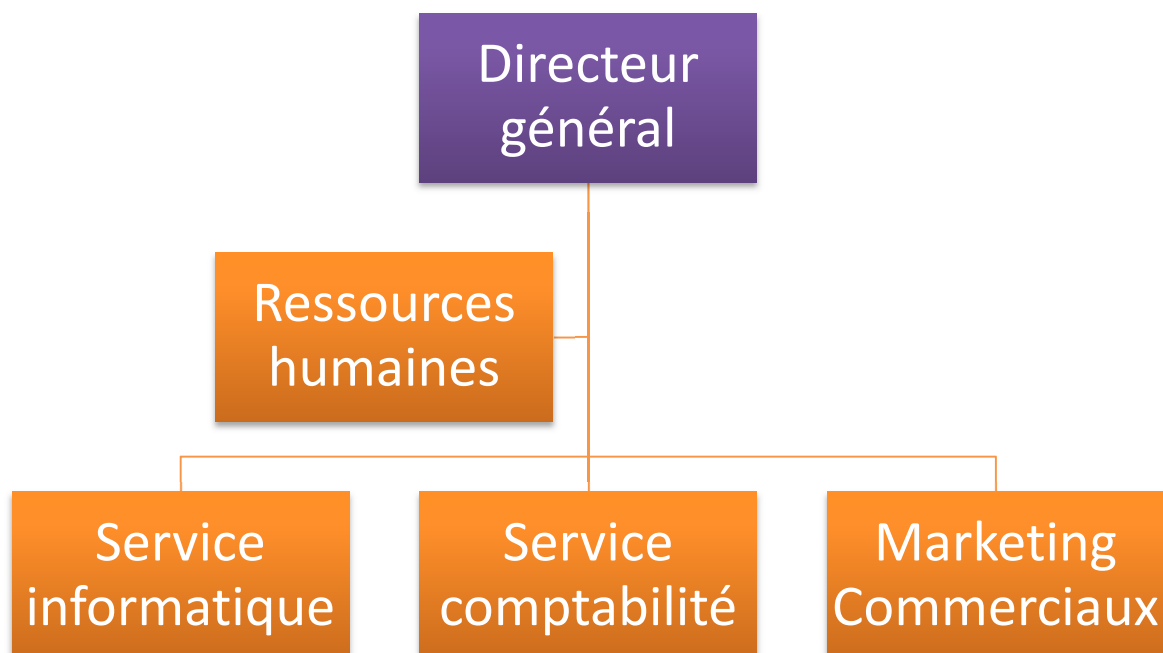 Directeur
général
Ressources
humaines
Service
informatique
Service
comptabilité
Marketing
Commerciaux